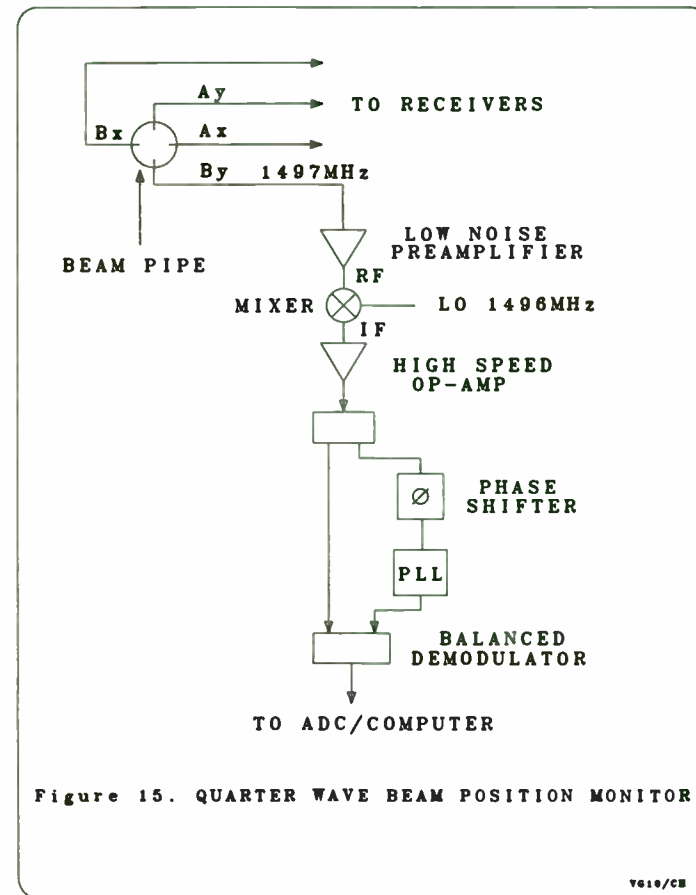 Ay
TO RECEIVERS
Bx
Ax
By 1497MHz
LOW NOISE
PREAMPLIFIER
BEAM PIPE
RF
MIXER
LO 1496MHz
IF
HIGH SPEED
OP-AMP
Ø
PHASE
SHIFTER
PLL
BALANCED
DEMODULATOR
TO ADC/COMPUTER
Figure 15. QUARTER WAVE BEAM POSITION MONITOR